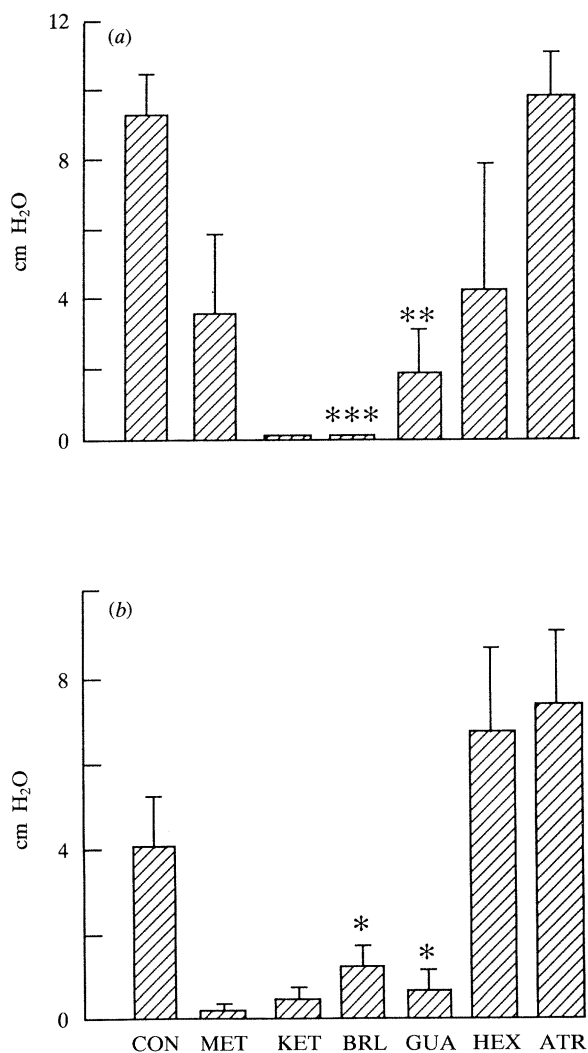 (a)
12
8
4
0
cm H₂O
***
**
(b)
8
4
0
cm H₂O
*
*
CON MET KET BRL GUA HEX ATR